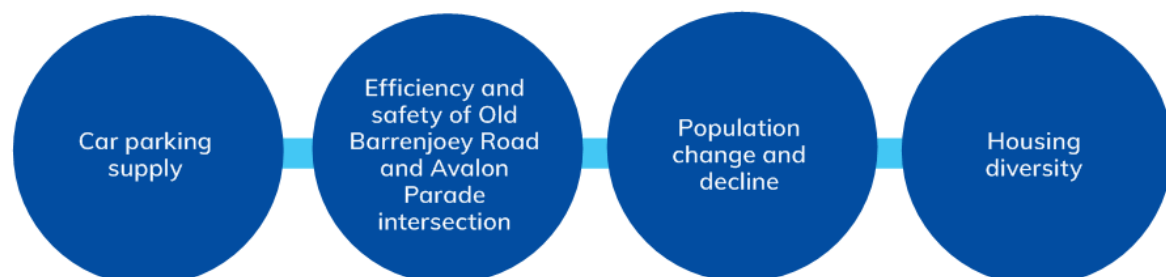 Car parking
supply
Efficiency and
safety of Old
Barrenjoey Road
and Avalon
Parade
intersection
Population
change and
decline
Housing
diversity